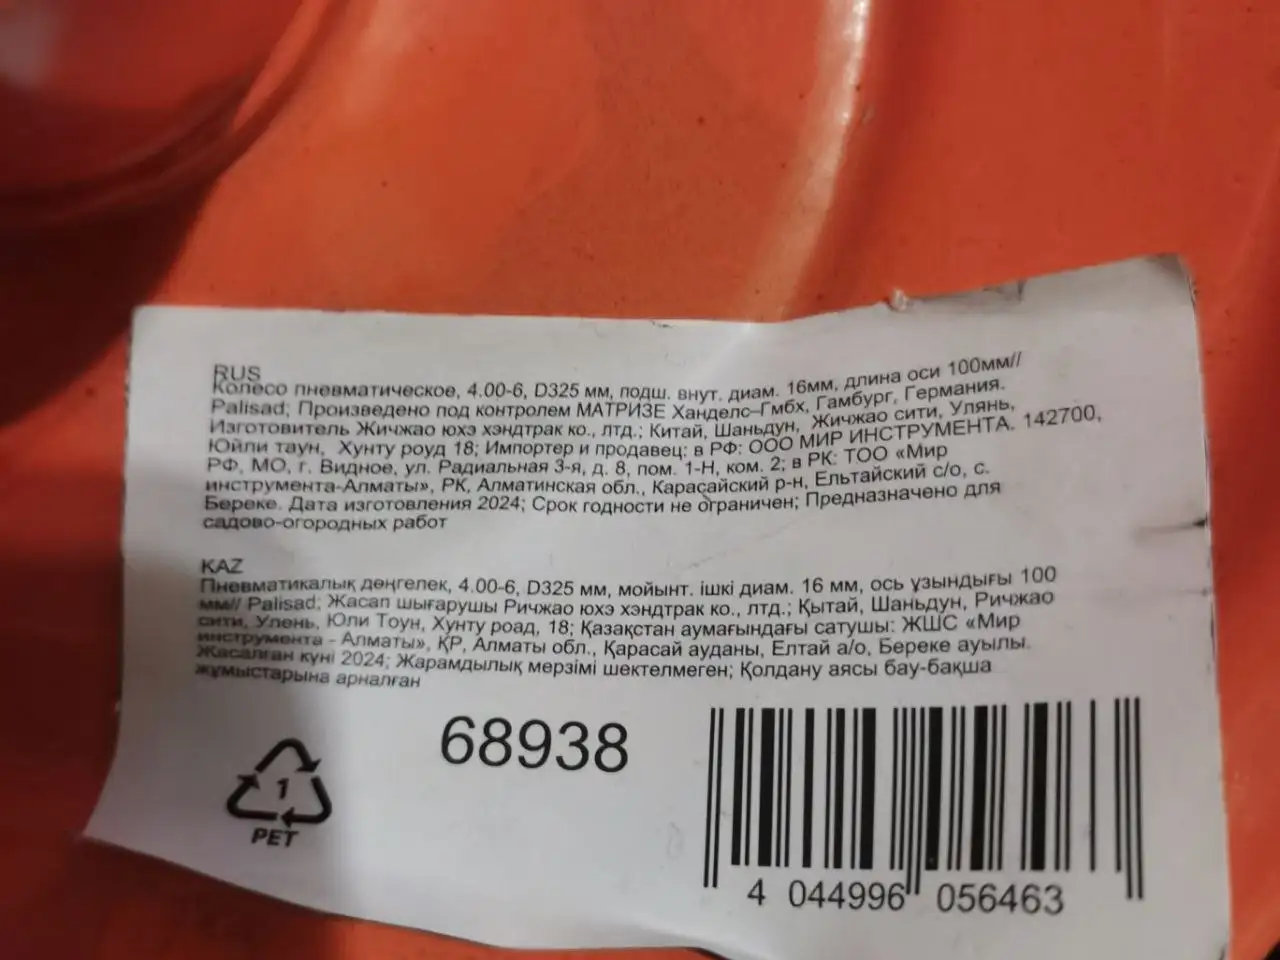 RUS
Колесо пневматическое, 4.00-6, D325 мм, подш. внут. диам. 16мм, длина оси 100мм//
Palisad; Произведено под контролем МАТРИЗЕ Ханделс–Гмбх, Гамбург, Германия.
Изготовитель Жичжао юхэ хэндтрак ко., лтд.; Китай, Шаньдун, Жичжао сити, Улянь,
Юйли таун, Хунту роуд 18; Импортер и продавец: в РФ: ООО МИР ИНСТРУМЕНТА. 142700,
РФ, МО, г. Видное, ул. Радиальная 3-я, д. 8, пом. 1-Н, ком. 2; в РК: ТОО «Мир
инструмента-Алматы», РК, Алматинская обл., Карасайский р-н, Ельтайский с/о, с.
Береке. Дата изготовления 2024; Срок годности не ограничен; Предназначено для
садово-огородных работ
KAZ
Пневматикалық дөңгелек, 4.00-6, D325 мм, мойынт. ішкі диам. 16 мм, ось ұзындығы 100
мм// Palisad; Жасап шығарушы Ричжао юхэ хэндтрак ко., лтд.; Қытай, Шаньдун, Ричжао
сити, Улень, Юли Тоун, Хунту роад, 18; Қазақстан аумағындағы сатушы: ЖШС «Мир
инструмента - Алматы», ҚР, Алматы обл., Қарасай ауданы, Елтай а/о, Береке ауылы.
Жасалған күні 2024; Жарамдылық мерзімі шектелмеген; Қолдану аясы бау-бақша
жұмыстарына арналған
68938
1
PET
4 044996 056463